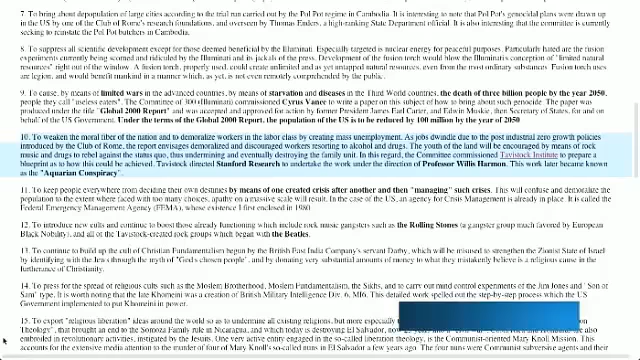 7. To bring about depopulation of large cities according to the trial run carried out by the Pol Pot regime in Cambodia. It is interesting to note that Pol Pot's genocidal plans were drawn up
in the US by one of the Club of Rome's research foundations, and overseen by Thomas Enders, a high-ranking State Department official. It is also interesting that the committee is currently
seeking to reinstate the Pol Pot butchers in Cambodia.
8. To suppress all scientific development except for those deemed beneficial by the Illuminati. Especially targeted is nuclear energy for peaceful purposes. Particularly hated are the fusion
experiments currently being scorned and ridiculed by the Illuminati and its jackals of the press. Development of the fusion torch would blow the Illuminati's conception of "limited natural
resources" right out of the window. A fusion torch, properly used, could create unlimited and as yet untapped natural resources, even from the most ordinary substances. Fusion torch uses
are legion, and would benefit mankind in a manner which, as yet, is not even remotely comprehended by the public.
9. To cause, by means of limited wars in the advanced countries, by means of starvation and diseases in the Third World countries, the death of three billion people by the year 2050,
people they call "useless eaters". The Committee of 300 (Illuminati) commissioned Cyrus Vance to write a paper on this subject of how to bring about such genocide. The paper was
produced under the title "Global 2000 Report" and was accepted and approved for action by former President James Earl Carter, and Edwin Muskie, then Secretary of States, for and on
behalf of the US Government. Under the terms of the Global 2000 report, the population of the US is to be reduced by 100 million by the year of 2050
10. To weaken the moral fiber of the nation and to demoralize workers in the labor class by creating mass unemployment. As jobs dwindle due to the post industrial zero growth policies
introduced by the Club of Rome, the report envisages demoralized and discouraged workers resorting to alcohol and drugs. The youth of the land will be encouraged by means of rock
music and drugs to rebel against the status quo, thus undermining and eventually destroying the family unit. In this regard, the Committee commissioned Tavistock Institute to prepare a
blueprint as to how this could be achieved. Tavistock directed Stanford Research to undertake the work under the direction of Professor Willis Harmon. This work later became known
as the "Aquarian Conspiracy".
11. To keep people everywhere from deciding their own destinies by means of one created crisis after another and then "managing" such crises. This will confuse and demoralize the
population to the extent where faced with too many choices, apathy on a massive scale will result. In the case of the US, an agency for Crisis Management is already in place. It is called the
Federal Emergency Management Agency (FEMA), whose existence I first enclosed in 1980.
12. To introduce new cults and continue to boost those already functioning which include rock music gangsters such as the Rolling Stones (a gangster group much favored by European
Black Nobility), and all of the Tavistock-created rock groups which began with the Beatles.
13. To continue to build up the cult of Christian Fundamentalism begun by the British East India Company's servant Darby, which will be misused to strengthen the Zionist State of Israel
by identifying with the Jews through the myth of "God's chosen people", and by donating very substantial amounts of money to what they mistakenly believe is a religious cause in the
furtherance of Christianity.
14. To press for the spread of religious cults such as the Moslem Brotherhood, Moslem Fundamentalism, the Sikhs, and to carry out mind control experiments of the Jim Jones and "Son of
Sam" type. It is worth noting that the late Khomeini was a creation of British Military Intelligence Div. 6, MI6. This detailed work spelled out the step-by-step process which the US
Government implemented to put Khomeini in power.
15. To export "religious liberation" ideas around the world so as to undermine all existing religions, but more especially
Theology", that brought an end to the Somoza Family rule in Nicaragua, and which today is destroying El Salvador, now
embroiled in revolutionary activities, instigated by the Jesuits. One very active entity engaged in so-called liberation theology, is the Communist-oriented Mary Knoll Mission. This
accounts for the extensive media attention to the murder of four of Mary Knoll's so-called nuns in El Salvador a few years ago. The four nuns were Communist subversive agents and their